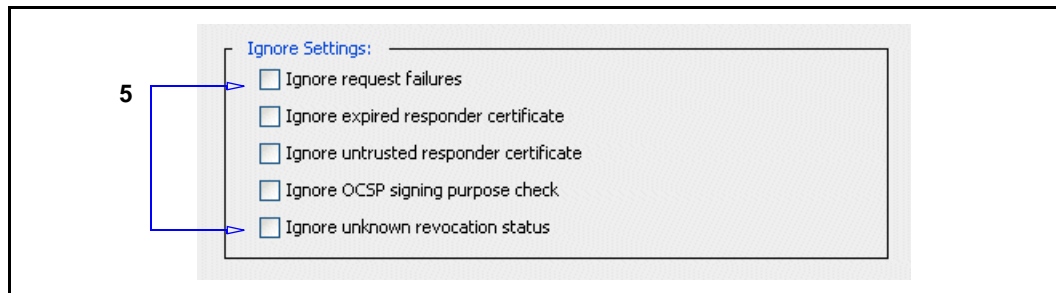 Ignore Settings:
5
Ignore request failures
Ignore expired responder certificate
Ignore untrusted responder certificate
Ignore OCSP signing purpose check
Ignore unknown revocation status